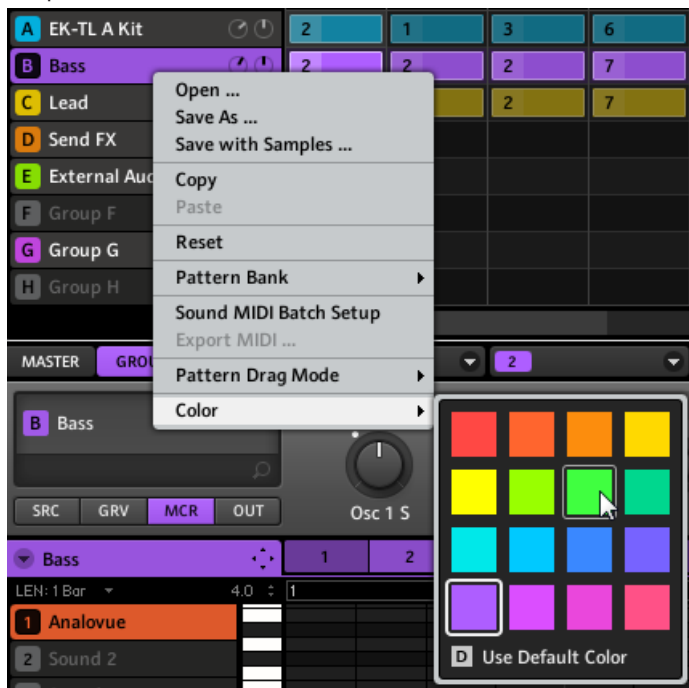 A EK-TL A Kit 2 1 3 6
B Bass 2 2 2 7
C Lead 2 7
D Send FX
E External Aud
F Group F
G Group G
H Group H
Open ...
Save As ...
Save with Samples ...
Copy
Paste
Reset
Pattern Bank
Sound MIDI Batch Setup
Export MIDI ...
Pattern Drag Mode
Color
MASTER GROU 2
B Bass
SRC GRV MCR OUT
Osc 1 S
D Use Default Color
Bass 1 2
LEN: 1 Bar 4.0 1
1 Analovue
2 Sound 2